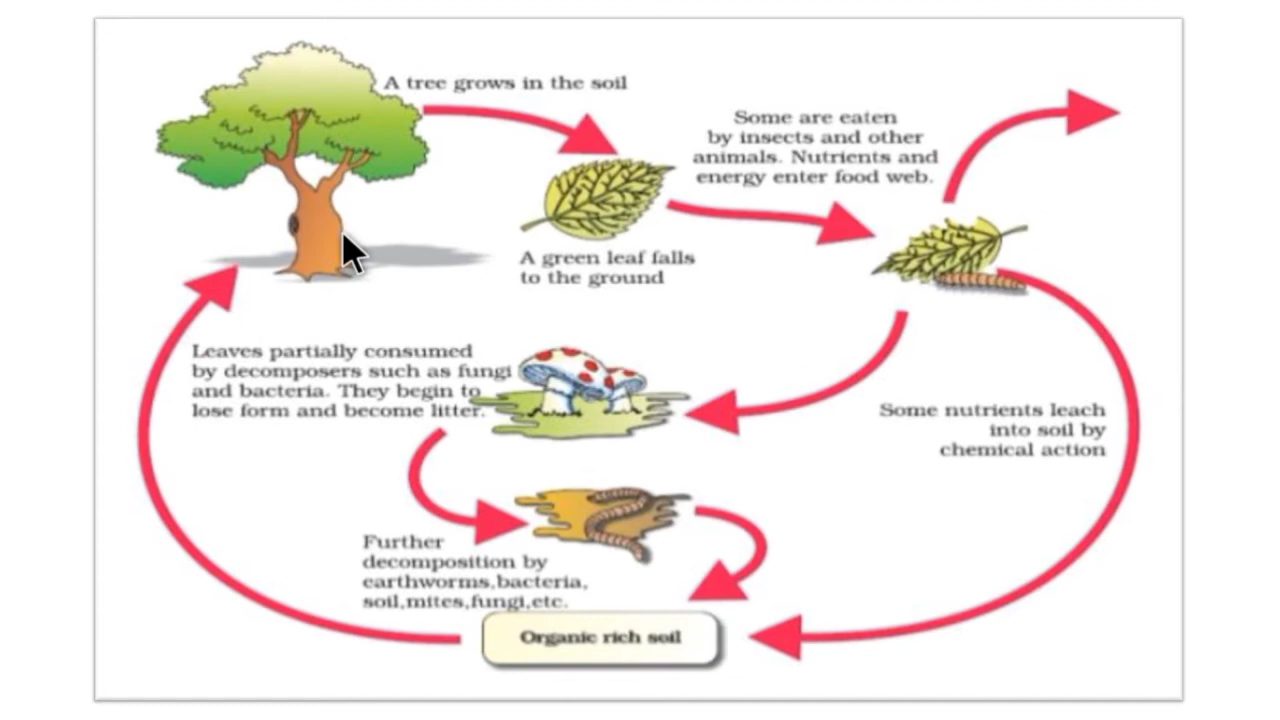 A tree grows in the soil
Some are eaten
by insects and other
animals. Nutrients and
energy enter food web.
A green leaf falls
to the ground
Leaves partially consumed
by decomposers such as fungi
and bacteria. They begin to
lose form and become litter.
Some nutrients leach
into soil by
chemical action
Further
decomposition by
earthworms,bacteria,
soil,mites,fungi,etc.
Organic rich soil